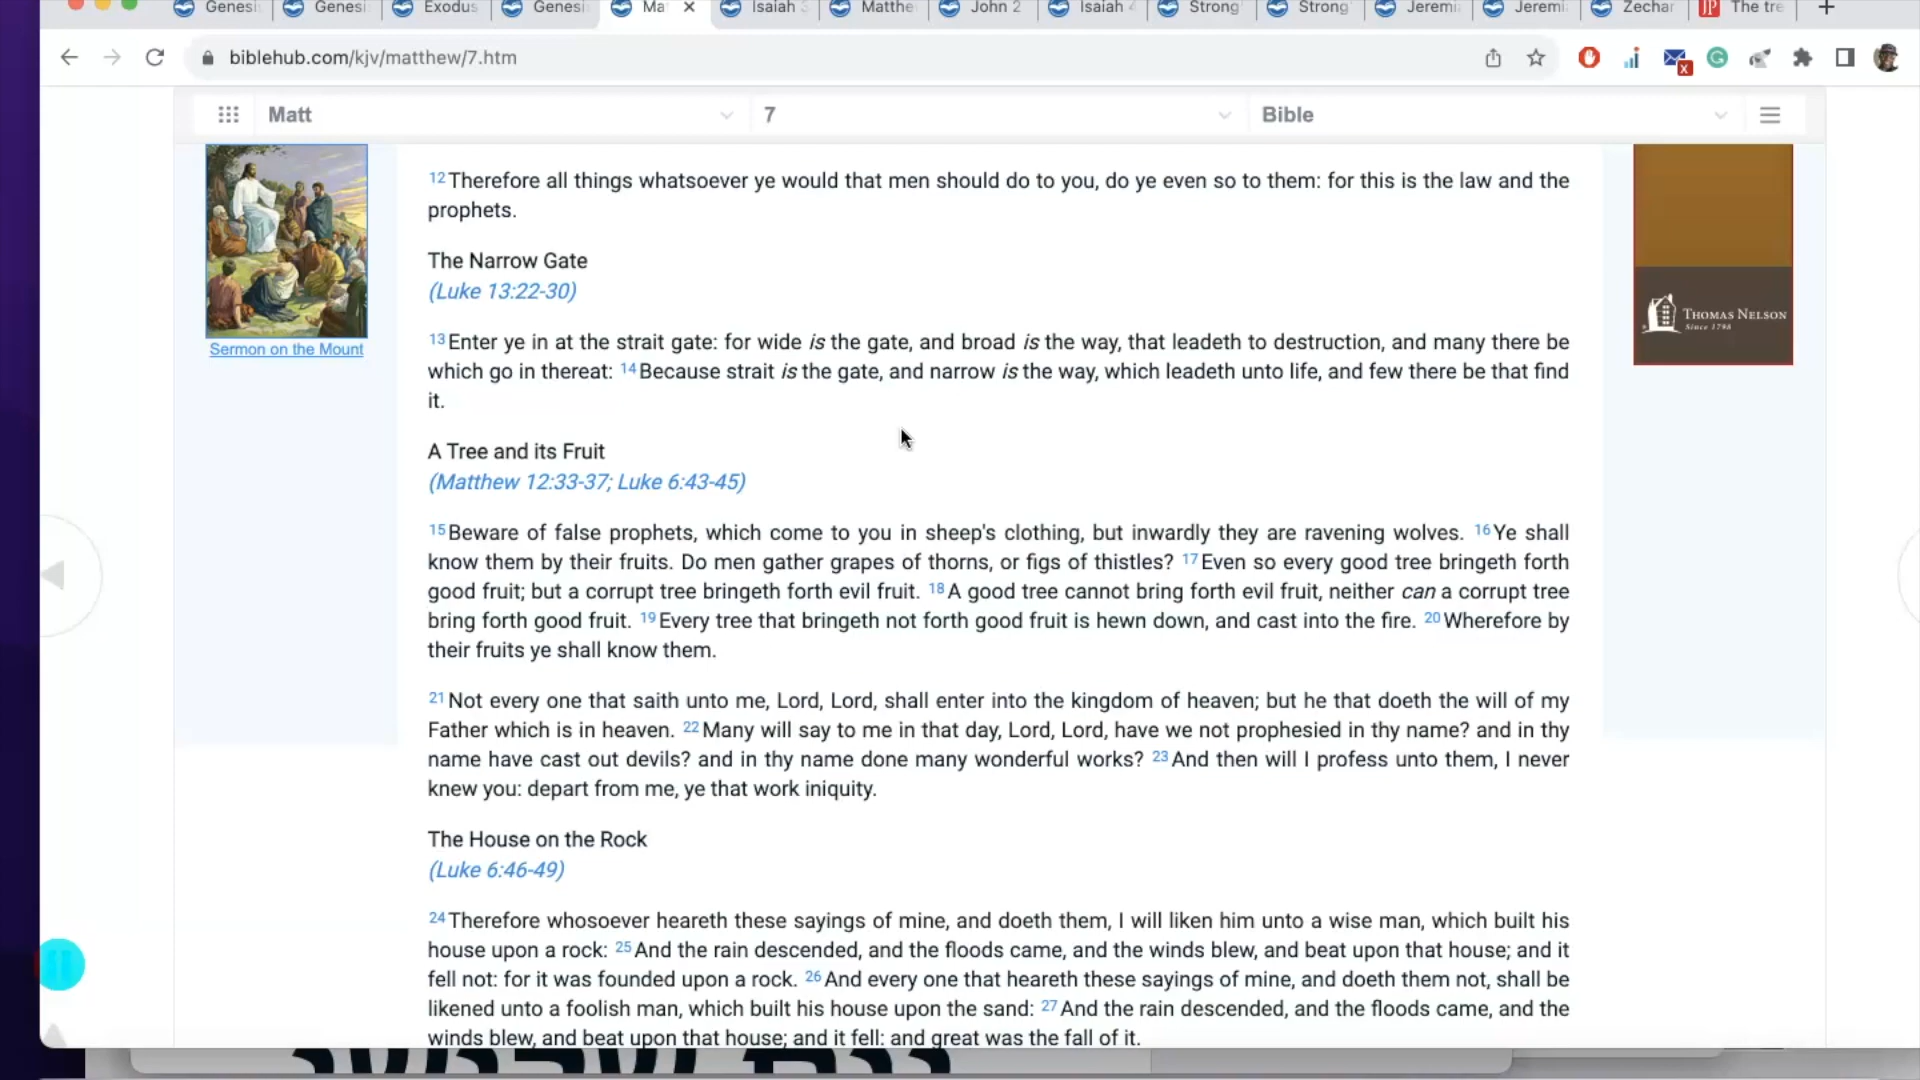 Genesi Genesi Exodus Genesi Ma Isaiah 3 Matthe John 2 Isaiah 4 Strong' Strong' Jeremi Jeremi Zechar The tre
biblehub.com/kjv/matthew/7.htm
Matt 7 Bible
Sermon on the Mount
THOMAS NELSON
Since 1798
12 Therefore all things whatsoever ye would that men should do to you, do ye even so to them: for this is the law and the
prophets.
The Narrow Gate
(Luke 13:22-30)
13 Enter ye in at the strait gate: for wide is the gate, and broad is the way, that leadeth to destruction, and many there be
which go in thereat: 14 Because strait is the gate, and narrow is the way, which leadeth unto life, and few there be that find
it.
A Tree and its Fruit
(Matthew 12:33-37; Luke 6:43-45)
15 Beware of false prophets, which come to you in sheep's clothing, but inwardly they are ravening wolves. 16 Ye shall
know them by their fruits. Do men gather grapes of thorns, or figs of thistles? 17 Even so every good tree bringeth forth
good fruit; but a corrupt tree bringeth forth evil fruit. 18 A good tree cannot bring forth evil fruit, neither can a corrupt tree
bring forth good fruit. 19 Every tree that bringeth not forth good fruit is hewn down, and cast into the fire. 20 Wherefore by
their fruits ye shall know them.
21 Not every one that saith unto me, Lord, Lord, shall enter into the kingdom of heaven; but he that doeth the will of my
Father which is in heaven. 22 Many will say to me in that day, Lord, Lord, have we not prophesied in thy name? and in thy
name have cast out devils? and in thy name done many wonderful works? 23 And then will I profess unto them, I never
knew you: depart from me, ye that work iniquity.
The House on the Rock
(Luke 6:46-49)
24 Therefore whosoever heareth these sayings of mine, and doeth them, I will liken him unto a wise man, which built his
house upon a rock: 25 And the rain descended, and the floods came, and the winds blew, and beat upon that house; and it
fell not: for it was founded upon a rock. 26 And every one that heareth these sayings of mine, and doeth them not, shall be
likened unto a foolish man, which built his house upon the sand: 27 And the rain descended, and the floods came, and the
winds blew, and beat upon that house; and it fell: and great was the fall of it.